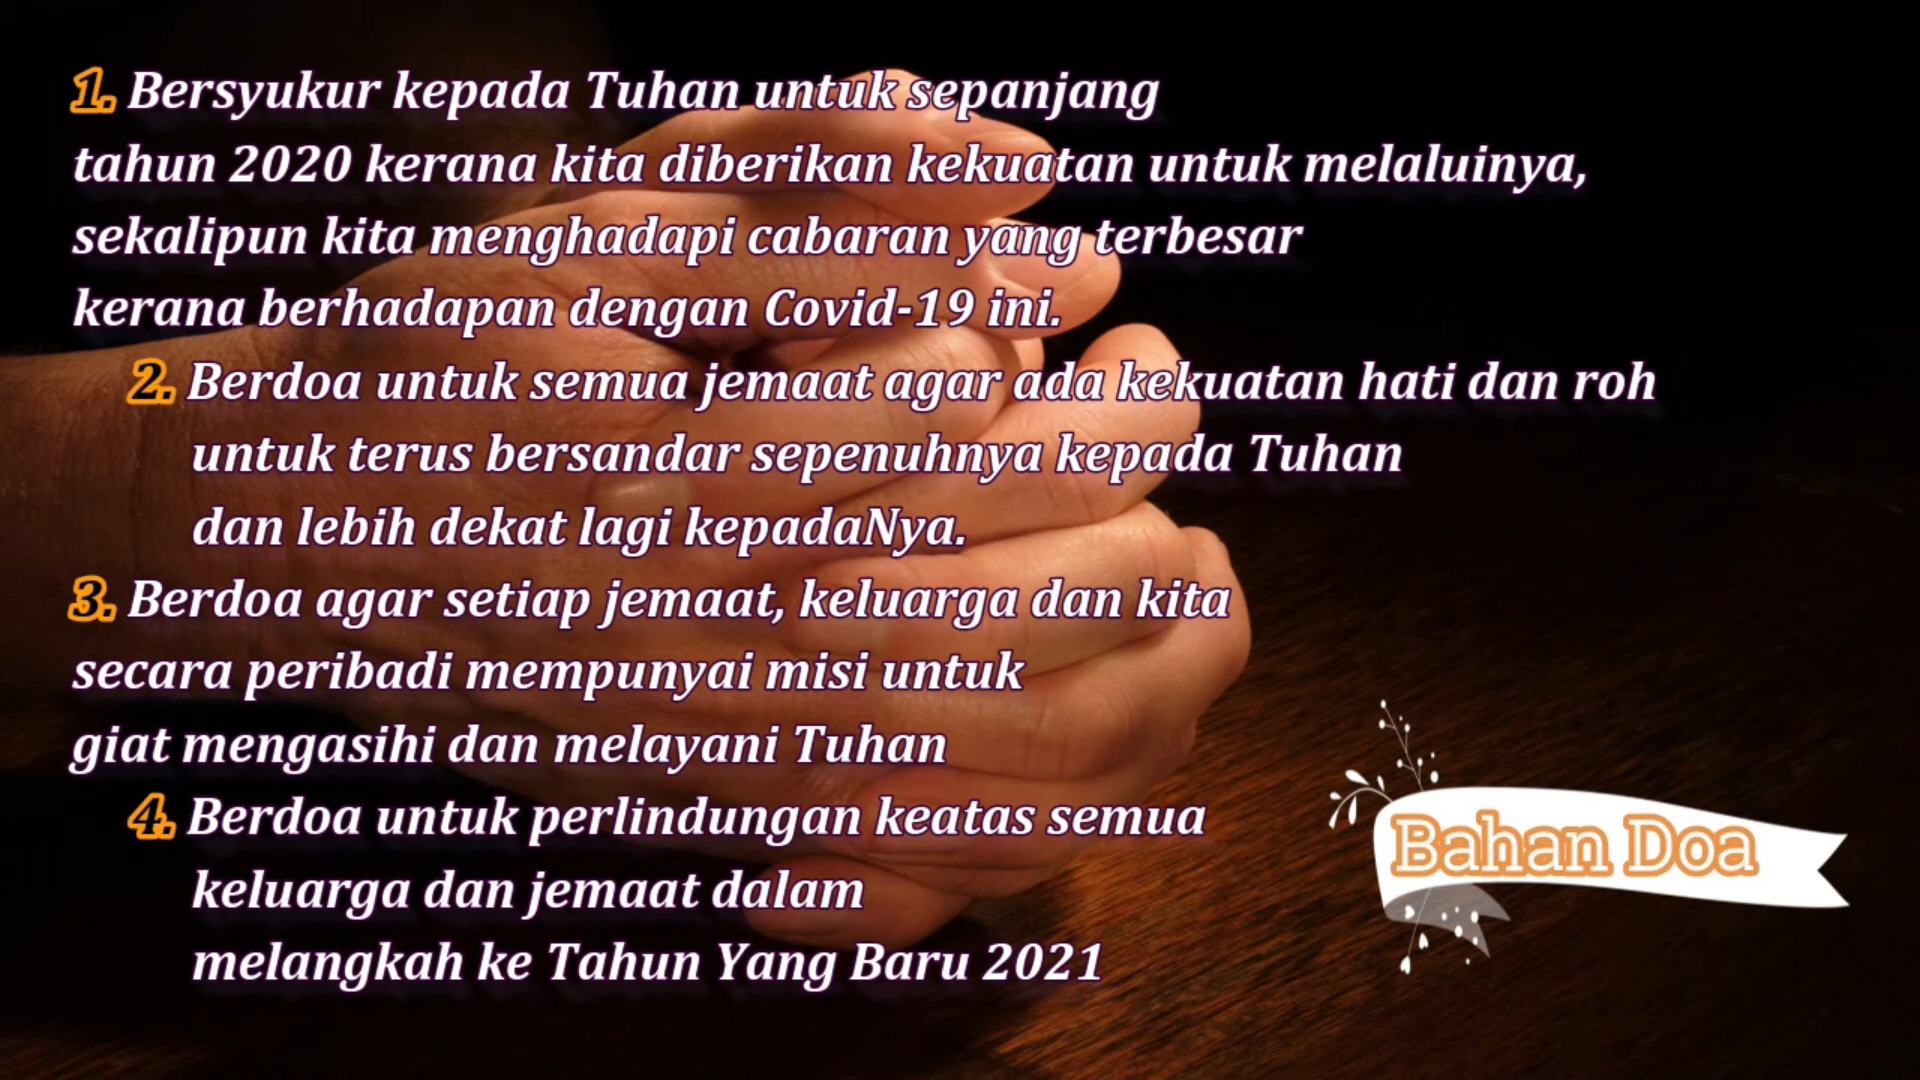 1. Bersyukur kepada Tuhan untuk sepanjang
tahun 2020 kerana kita diberikan kekuatan untuk melaluinya,
sekalipun kita menghadapi cabaran yang terbesar
kerana berhadapan dengan Covid-19 ini.
2. Berdoa untuk semua jemaat agar ada kekuatan hati dan roh
untuk terus bersandar sepenuhnya kepada Tuhan
dan lebih dekat lagi kepadaNya.
3. Berdoa agar setiap jemaat, keluarga dan kita
secara peribadi mempunyai misi untuk
giat mengasihi dan melayani Tuhan
4. Berdoa untuk perlindungan keatas semua
keluarga dan jemaat dalam
melangkah ke Tahun Yang Baru 2021
Bahan Doa